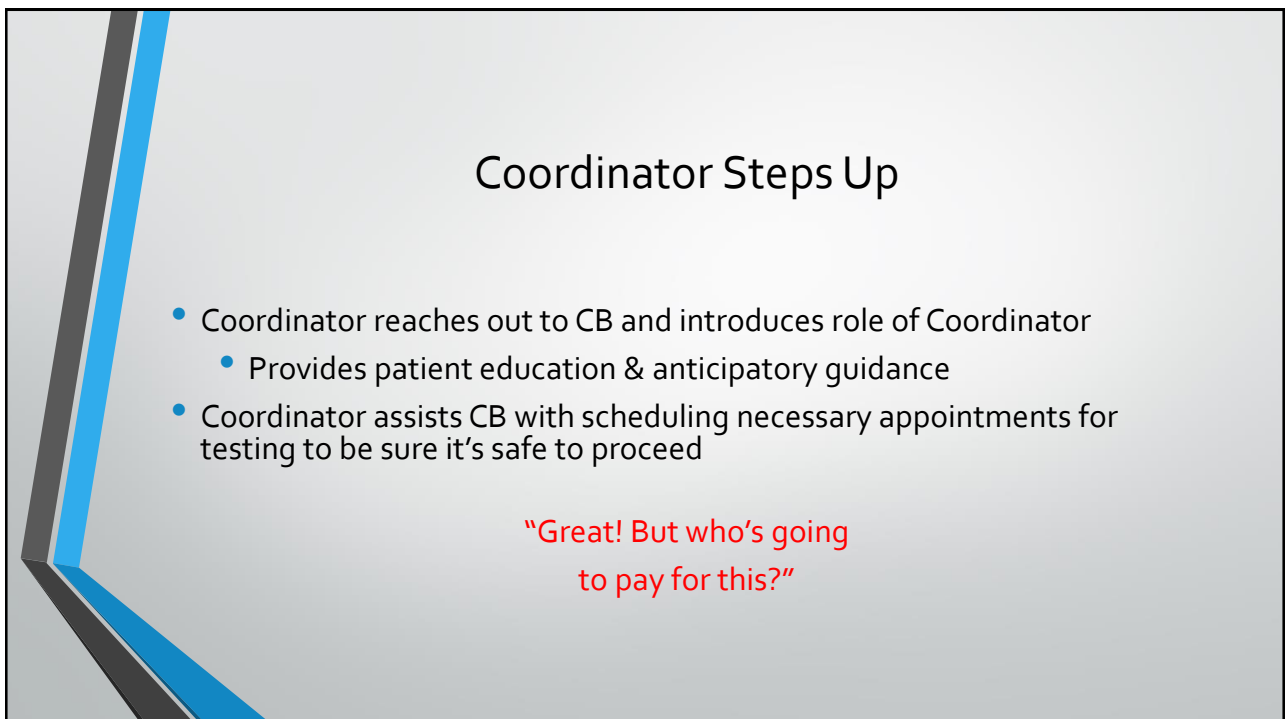 Coordinator Steps Up
• Coordinator reaches out to CB and introduces role of Coordinator
• Provides patient education & anticipatory guidance
• Coordinator assists CB with scheduling necessary appointments for
testing to be sure it’s safe to proceed
“Great! But who’s going
to pay for this?”